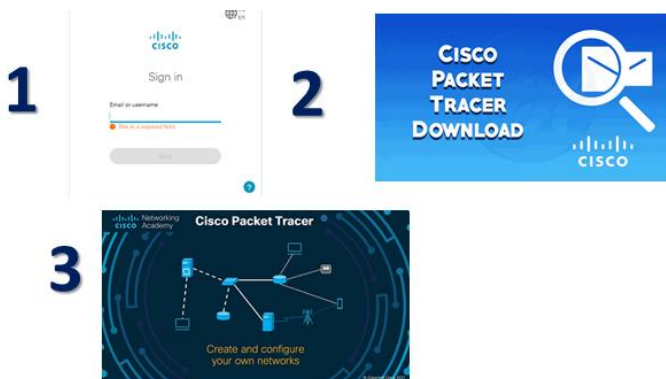 1
CISCO
Sign in
Email or username
This is a required field.
Next
?
2
CISCO
PACKET
TRACER
DOWNLOAD
CISCO
3
CISCO Networking Academy
Cisco Packet Tracer
Create and configure
your own networks